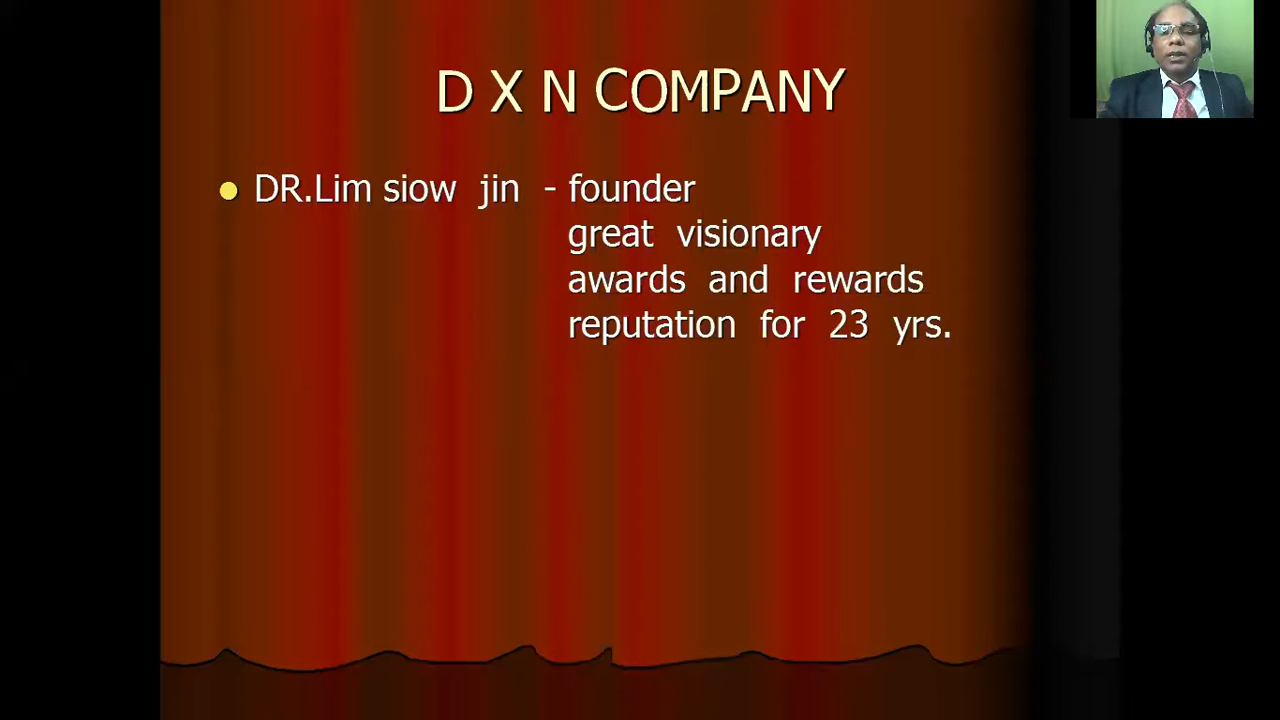 D X N COMPANY
DR.Lim siow jin - founder
great visionary
awards and rewards
reputation for 23 yrs.